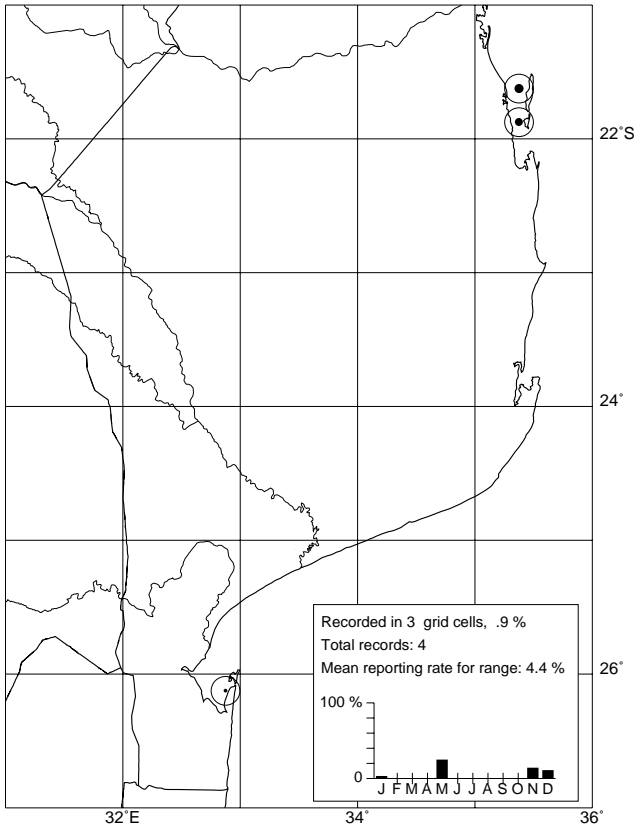 22˚S
24˚
26˚
Recorded in 3 grid cells, .9 %
Total records: 4
Mean reporting rate for range: 4.4 %
100 %
0
J F M A M J J A S O N D
32˚E
34˚
36˚